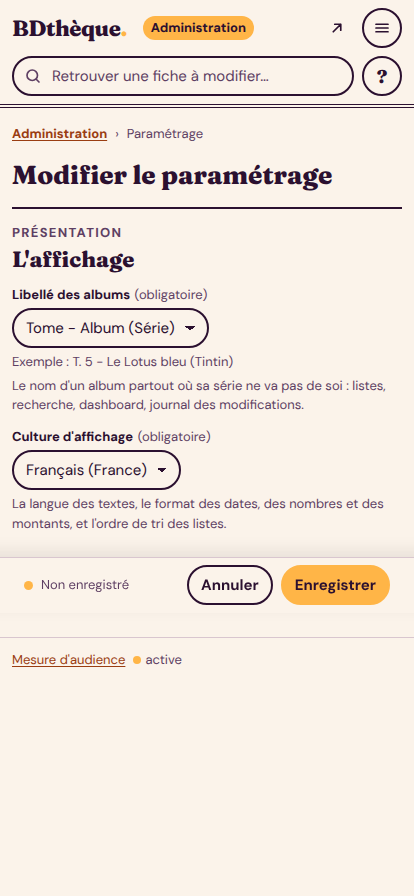 BDthèque.
Administration
Retrouver une fiche à modifier…
?
Administration › Paramétrage
Modifier le paramétrage
PRÉSENTATION
L'affichage
Libellé des albums (obligatoire)
Tome - Album (Série)
Exemple : T. 5 - Le Lotus bleu (Tintin)
Le nom d'un album partout où sa série ne va pas de soi : listes,
recherche, dashboard, journal des modifications.
Culture d'affichage (obligatoire)
Français (France)
La langue des textes, le format des dates, des nombres et des
montants, et l'ordre de tri des listes.
Non enregistré
Annuler
Enregistrer
Mesure d'audience active